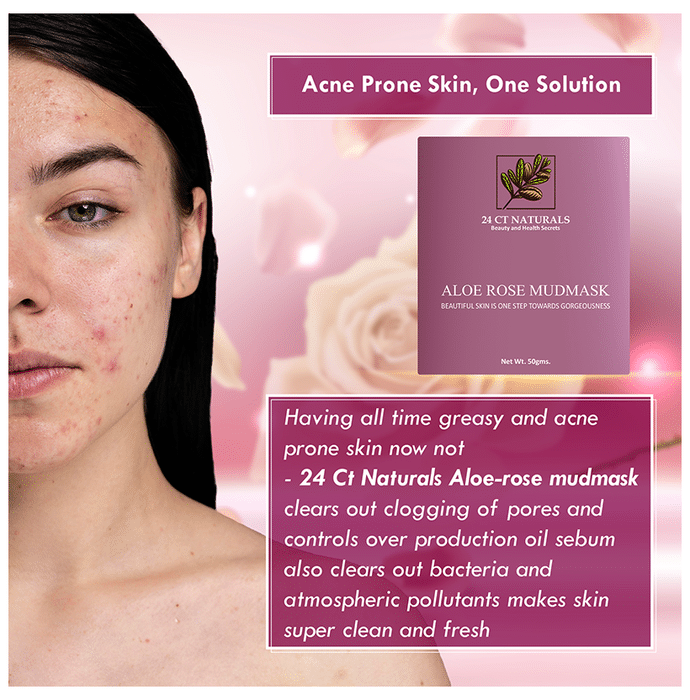 Acne Prone Skin, One Solution
24 CT NATURALS
Beauty and Health Secrets
ALOE ROSE MUDMASK
BEAUTIFUL SKIN IS ONE STEP TOWARDS GORGEOUSNESS
Net Wt. 50gms.
Having all time greasy and acne
prone skin now not
- 24 Ct Naturals Aloe-rose mudmask
clears out clogging of pores and
controls over production oil sebum
also clears out bacteria and
atmospheric pollutants makes skin
super clean and fresh